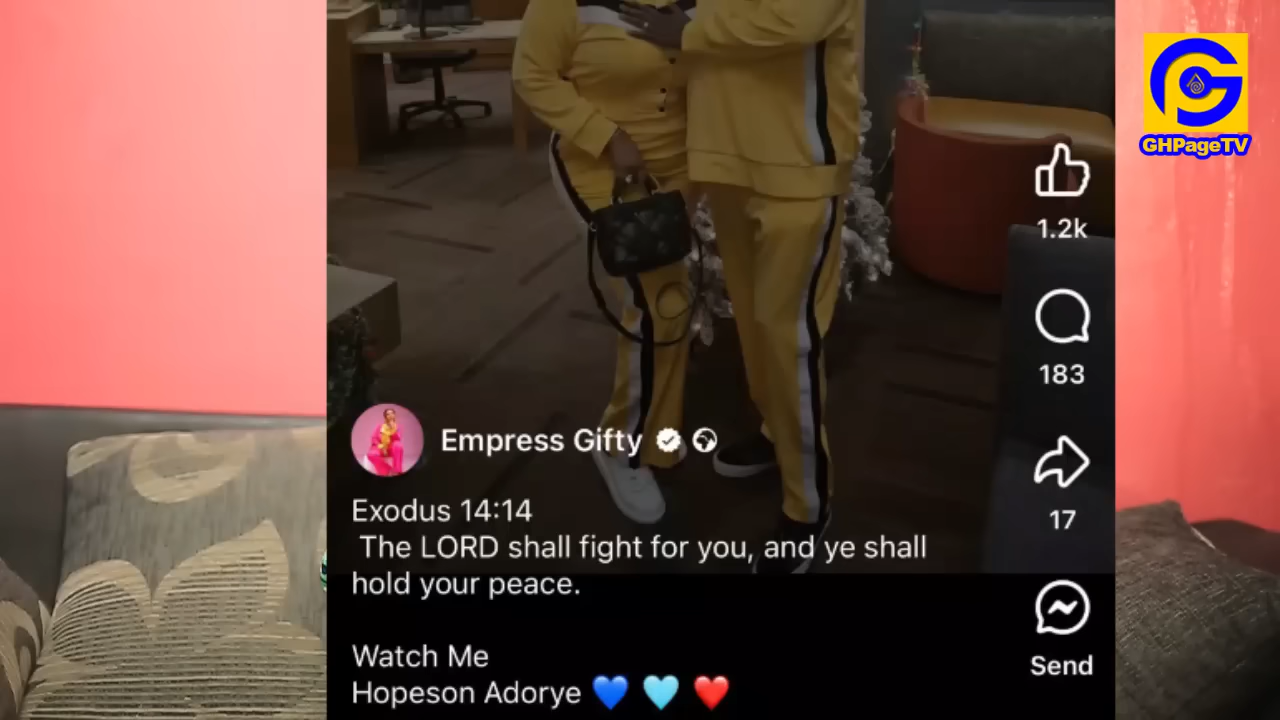 GHPageTV
1.2k
183
Empress Gifty
17
Exodus 14:14
The LORD shall fight for you, and ye shall
hold your peace.
Send
Watch Me
Hopeson Adorye 💙 🩵 ❤️